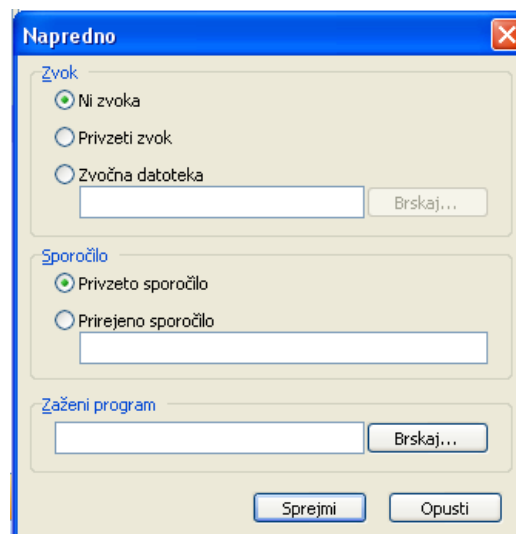 Napredno
Zvok
Ni zvoka
Privzeti zvok
Zvočna datoteka
Brskaj...
Sporočilo
Privzeto sporočilo
Prirejeno sporočilo
Zaženi program
Brskaj...
Sprejmi Opusti